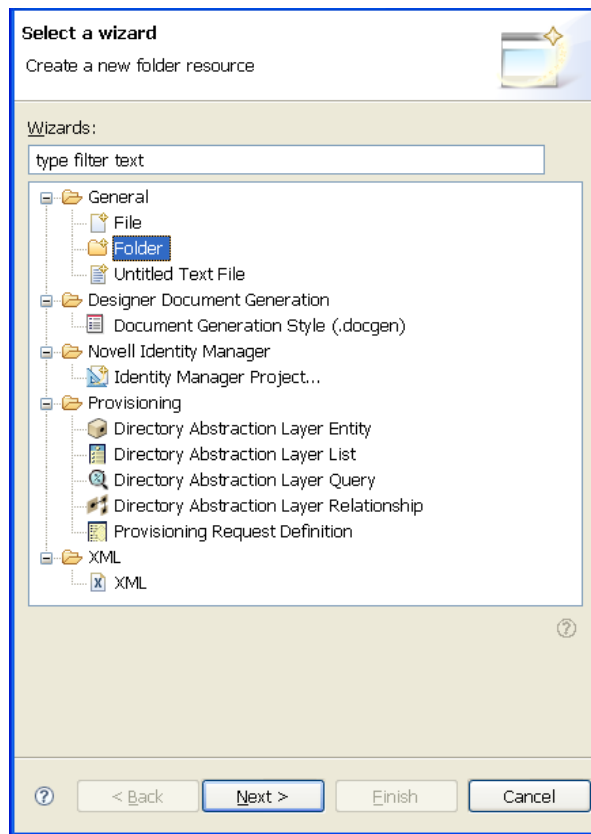 Select a wizard
Create a new folder resource
Wizards:
type filter text
General
File
Folder
Untitled Text File
Designer Document Generation
Document Generation Style (.docgen)
Novell Identity Manager
Identity Manager Project...
Provisioning
Directory Abstraction Layer Entity
Directory Abstraction Layer List
Directory Abstraction Layer Query
Directory Abstraction Layer Relationship
Provisioning Request Definition
XML
XML
< Back Next > Finish Cancel